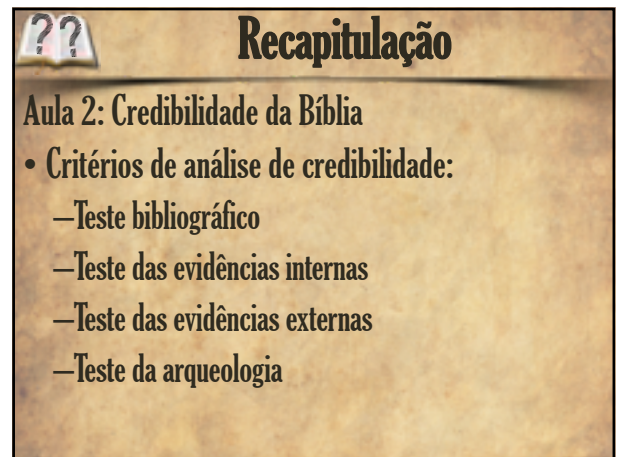 ??
Recapitulação
Aula 2: Credibilidade da Bíblia
• Critérios de análise de credibilidade:
–Teste bibliográfico
–Teste das evidências internas
–Teste das evidências externas
–Teste da arqueologia